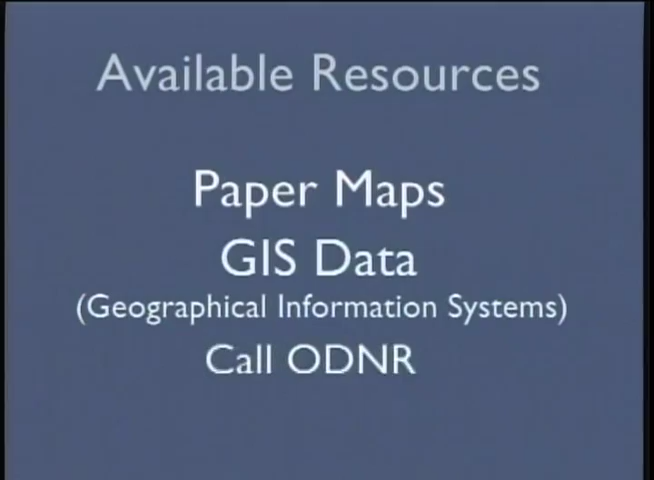 Available Resources
Paper Maps
GIS Data
(Geographical Information Systems)
Call ODNR